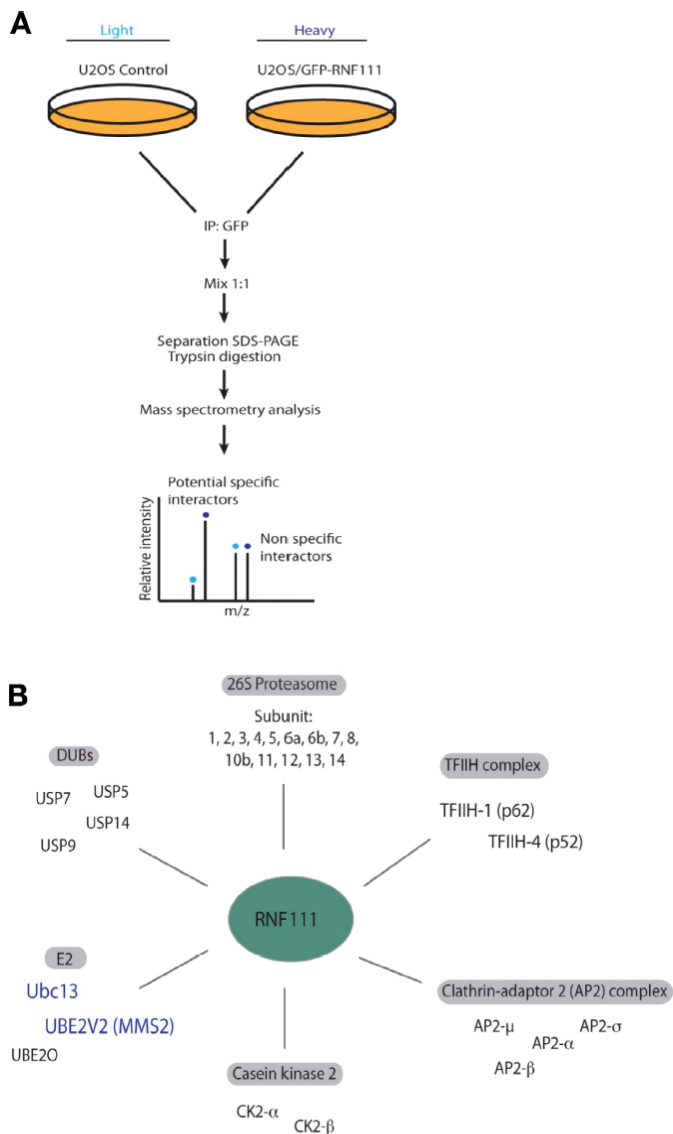 A
Light
Heavy
U2OS Control
U2OS/GFP-RNF111
IP: GFP
Mix 1:1
Separation SDS-PAGE
Trypsin digestion
Mass spectrometry analysis
Potential specific
interactors
Non specific
interactors
Relative intensity
m/z
B
26S Proteasome
Subunit:
1, 2, 3, 4, 5, 6a, 6b, 7, 8,
10b, 11, 12, 13, 14
DUBs
USP7
USP5
USP14
USP9
TFIIH complex
TFIIH-1 (p62)
TFIIH-4 (p52)
RNF111
E2
Ubc13
UBE2V2 (MMS2)
UBE2O
Casein kinase 2
CK2-α
CK2-β
Clathrin-adaptor 2 (AP2) complex
AP2-μ
AP2-σ
AP2-α
AP2-β